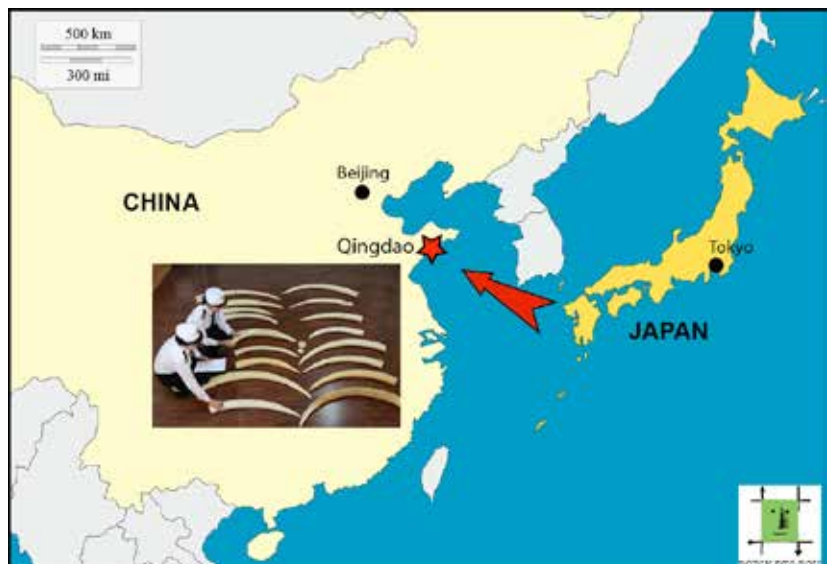 500 km
300 mi
Beijing
CHINA
Qingdao
Tokyo
JAPAN